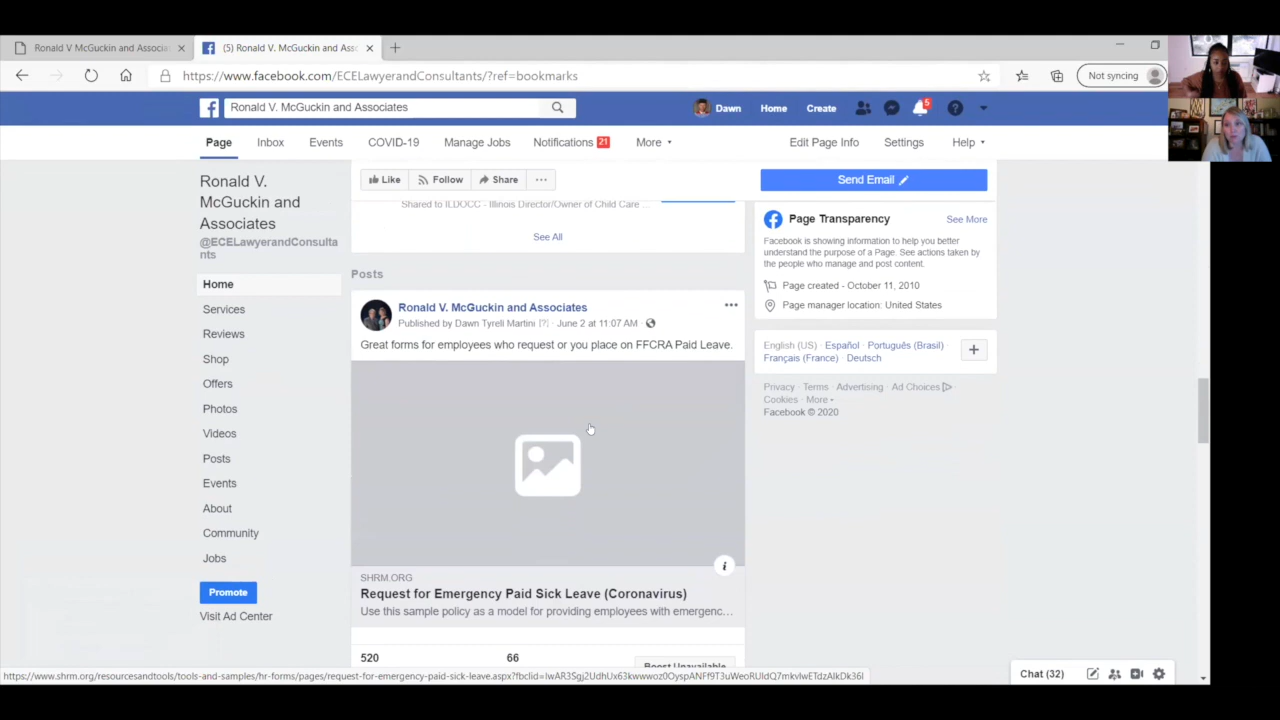 Ronald V McGuckin and Associa
(5) Ronald V. McGuckin and Ass
https://www.facebook.com/ECELawyerandConsultants/?ref=bookmarks
Not syncing
Ronald V. McGuckin and Associates
Dawn
Home
Create
5
Page
Inbox
Events
COVID-19
Manage Jobs
Notifications 21
More
Edit Page Info
Settings
Help
Ronald V.
McGuckin and
Associates
@ECELawyerandConsulta
nts
Home
Services
Reviews
Shop
Offers
Photos
Videos
Posts
Events
About
Community
Jobs
Promote
Visit Ad Center
Like
Follow
Share
...
Send Email
Shared to ILDOCC - Illinois Director/Owner of Child Care ...
See All
Posts
Ronald V. McGuckin and Associates
Published by Dawn Tyreli Martini [?] · June 2 at 11:07 AM ·
Great forms for employees who request or you place on FFCRA Paid Leave.
SHRM.ORG
Request for Emergency Paid Sick Leave (Coronavirus)
Use this sample policy as a model for providing employees with emergenc...
520
66
Boost Unavailable
Page Transparency
See More
Facebook is showing information to help you better
understand the purpose of a Page. See actions taken by
the people who manage and post content.
Page created - October 11, 2010
Page manager location: United States
English (US) · Español · Português (Brasil) ·
Français (France) · Deutsch
Privacy · Terms · Advertising · Ad Choices ·
Cookies · More
Facebook © 2020
Chat (32)